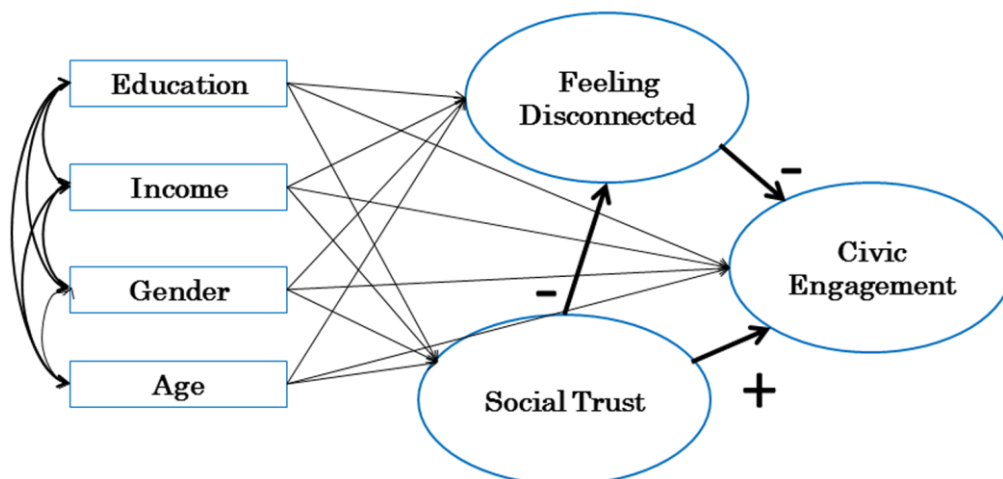 Education
Income
Gender
Age
Feeling
Disconnected
-
-
Social Trust
+
Civic
Engagement